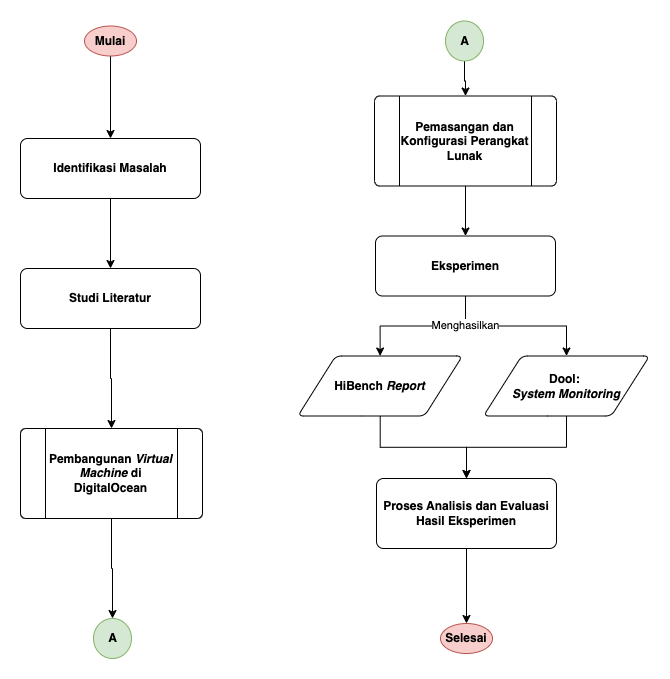 Mulai
Identifikasi Masalah
Studi Literatur
Pembangunan Virtual
Machine di
DigitalOcean
A
A
Pemasangan dan
Konfigurasi Perangkat
Lunak
Eksperimen
Menghasilkan
HiBench Report
Dool:
System Monitoring
Proses Analisis dan Evaluasi
Hasil Eksperimen
Selesai